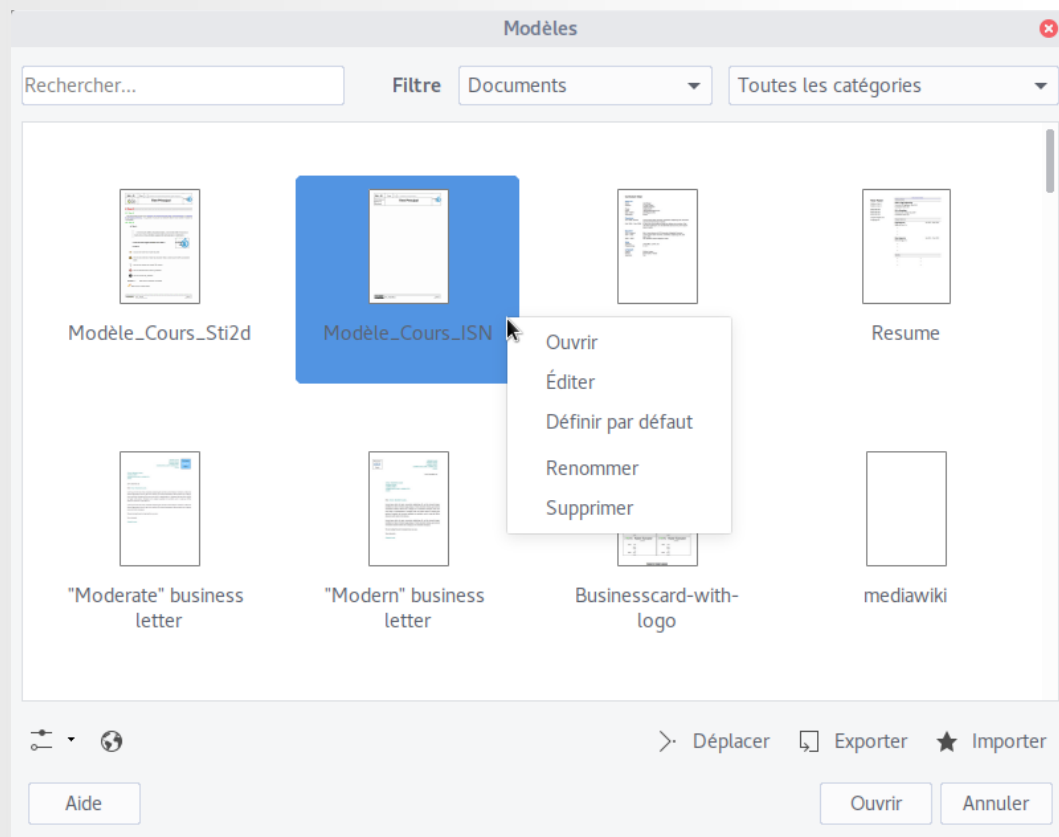 Modèles
Rechercher...
Filtre
Documents
Toutes les catégories
Modèle_Cours_Sti2d
Modèle_Cours_ISN
Resume
Ouvrir
Éditer
Définir par défaut
Renommer
Supprimer
"Moderate" business
letter
"Modern" business
letter
Businesscard-with-
logo
mediawiki
Déplacer
Exporter
Importer
Aide
Ouvrir
Annuler